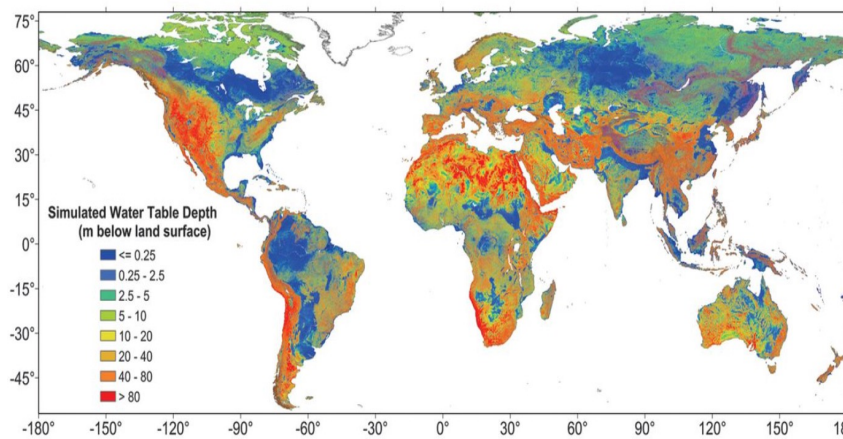 75°
60°
45°
30°
15°
0°
-15°
-30°
-45°
Simulated Water Table Depth
(m below land surface)
<= 0.25
0.25 - 2.5
2.5 - 5
5 - 10
10 - 20
20 - 40
40 - 80
> 80
-180 -150° -120° -90° -60° -30° 0° 30° 60° 90° 120° 150° 18